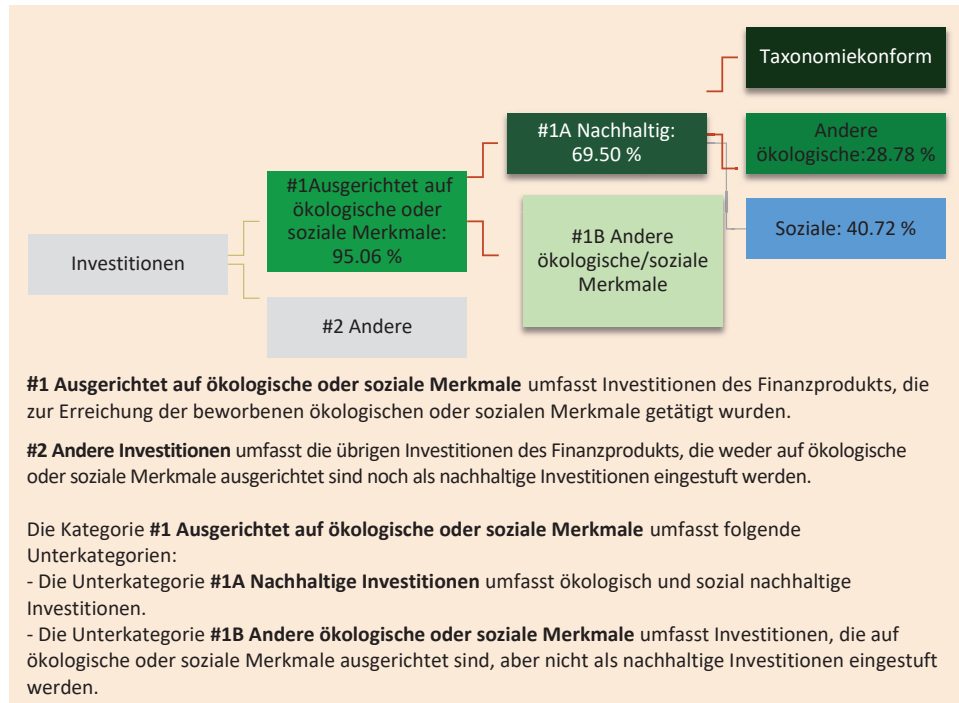 Taxonomiekonform
#1A Nachhaltig:
69.50 %
Andere
ökologische:28.78 %
#1Ausgerichtet auf
ökologische oder
soziale Merkmale:
95.06 %
#1B Andere
ökologische/soziale
Merkmale
Soziale: 40.72 %
Investitionen
#2 Andere
#1 Ausgerichtet auf ökologische oder soziale Merkmale umfasst Investitionen des Finanzprodukts, die
zur Erreichung der beworbenen ökologischen oder sozialen Merkmale getätigt wurden.
#2 Andere Investitionen umfasst die übrigen Investitionen des Finanzprodukts, die weder auf ökologische
oder soziale Merkmale ausgerichtet sind noch als nachhaltige Investitionen eingestuft werden.
Die Kategorie #1 Ausgerichtet auf ökologische oder soziale Merkmale umfasst folgende
Unterkategorien:
- Die Unterkategorie #1A Nachhaltige Investitionen umfasst ökologisch und sozial nachhaltige
Investitionen.
- Die Unterkategorie #1B Andere ökologische oder soziale Merkmale umfasst Investitionen, die auf
ökologische oder soziale Merkmale ausgerichtet sind, aber nicht als nachhaltige Investitionen eingestuft
werden.